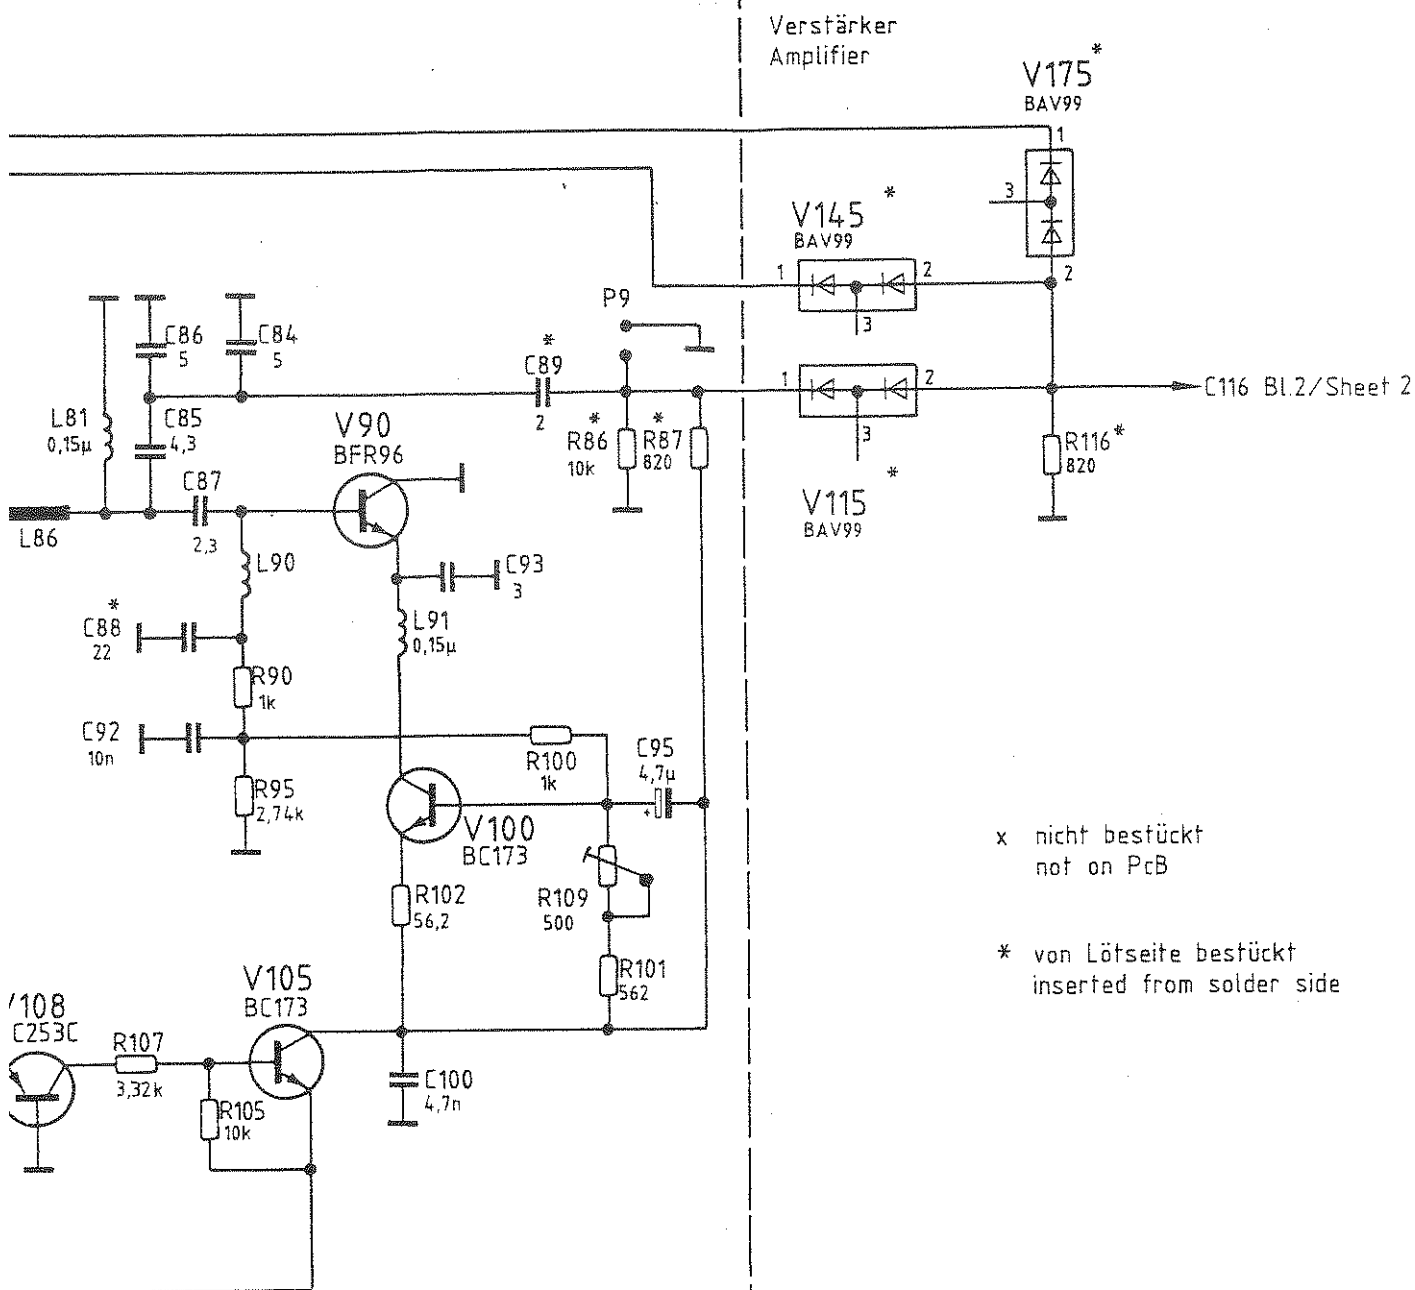 Verstärker
Amplifier
V175*
BAV99
1
3
2
V145 *
BAV99
1
2
3
P9
C86
5
C84
5
C89 *
2
1
2
3
C116 Bl.2/Sheet 2
L81
0,15µ
C85
4,3
V90
BFR96
R86 *
10k
R87 *
820
R116*
820
C87
2,3
V115 *
BAV99
L86
L90
C93
3
C88 *
22
L91
0,15µ
R90
1k
C92
10n
R100
1k
C95
4,7µ
+
R95
2,74k
V100
BC173
x nicht bestückt
not on PcB
R102
56,2
R109
500
* von Lötseite bestückt
inserted from solder side
V105
BC173
R101
562
108
C253C
R107
3,32k
C100
4,7n
R105
10k